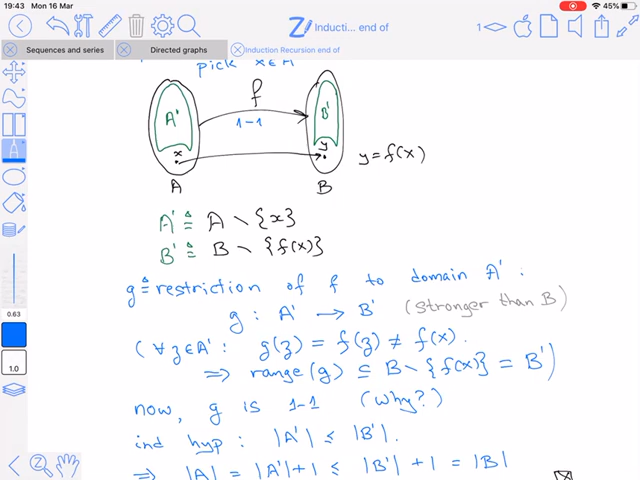 19:43 Mon 16 Mar
45%
Induction... end of
1
Sequences and series
Directed graphs
Induction Recursion end of
pick x ∈ A
f
A'
1-1
B'
x
y
y = f(x)
A
B
A' ≜ A \ {x}
B' ≜ B \ {f(x)}
g ≜ restriction of f to domain A' :
g : A' → B' (stronger than B)
(∀ z ∈ A' : g(z) = f(z) ≠ f(x).
⇒ range(g) ⊆ B \ {f(x)} = B')
now, g is 1-1 (why?)
ind hyp : |A'| ≤ |B'|.
⇒ |A| = |A'| + 1 ≤ |B'| + 1 = |B|
0.63
1.0